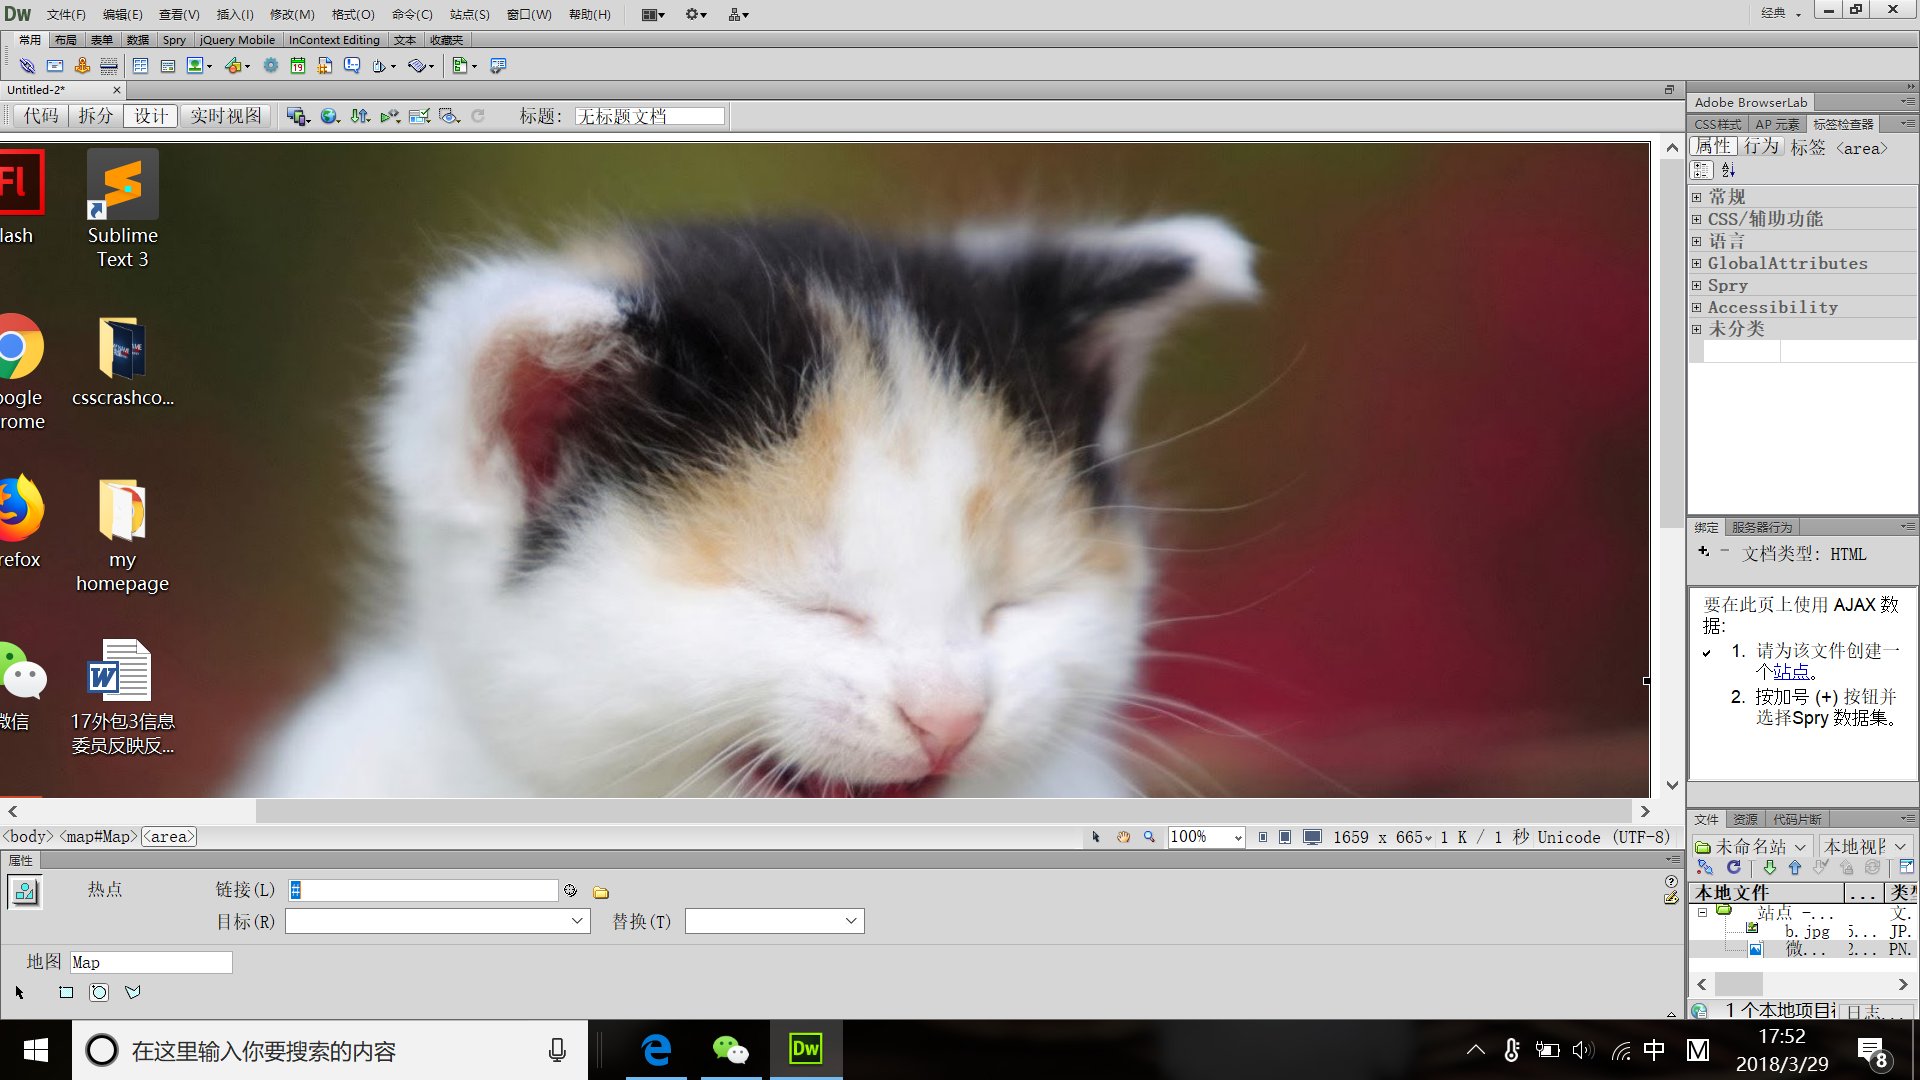 Dw 文件(F) 编辑(E) 查看(V) 插入(I) 修改(M) 格式(O) 命令(C) 站点(S) 窗口(W) 帮助(H) 经典
常用 布局 表单 数据 Spry jQuery Mobile InContext Editing 文本 收藏夹
Untitled-2*
代码 拆分 设计 实时视图 标题: 无标题文档
Fl
lash
Sublime
Text 3
ogle
rome
csscrashco...
refox
my
homepage
微信
17外包3信息
委员反映反...
<body> <map#Map> <area>
100% 1659 x 665 1 K / 1 秒 Unicode (UTF-8)
属性
热点 链接(L) #
目标(R) 替换(T)
地图 Map
Adobe BrowserLab
CSS样式 AP 元素 标签检查器
属性 行为 标签 <area>
常规
CSS/辅助功能
语言
GlobalAttributes
Spry
Accessibility
未分类
绑定 服务器行为
文档类型: HTML
要在此页上使用 AJAX 数
据:
1. 请为该文件创建一
个站点。
2. 按加号 (+) 按钮并
选择Spry 数据集。
文件 资源 代码片断
未命名站 本地视
本地文件 ... 类
站点 -... 文.
b.jpg 5... JP.
微... 2... PN.
1 个本地项目 日志...
在这里输入你要搜索的内容
Dw
中 M
17:52
2018/3/29
8